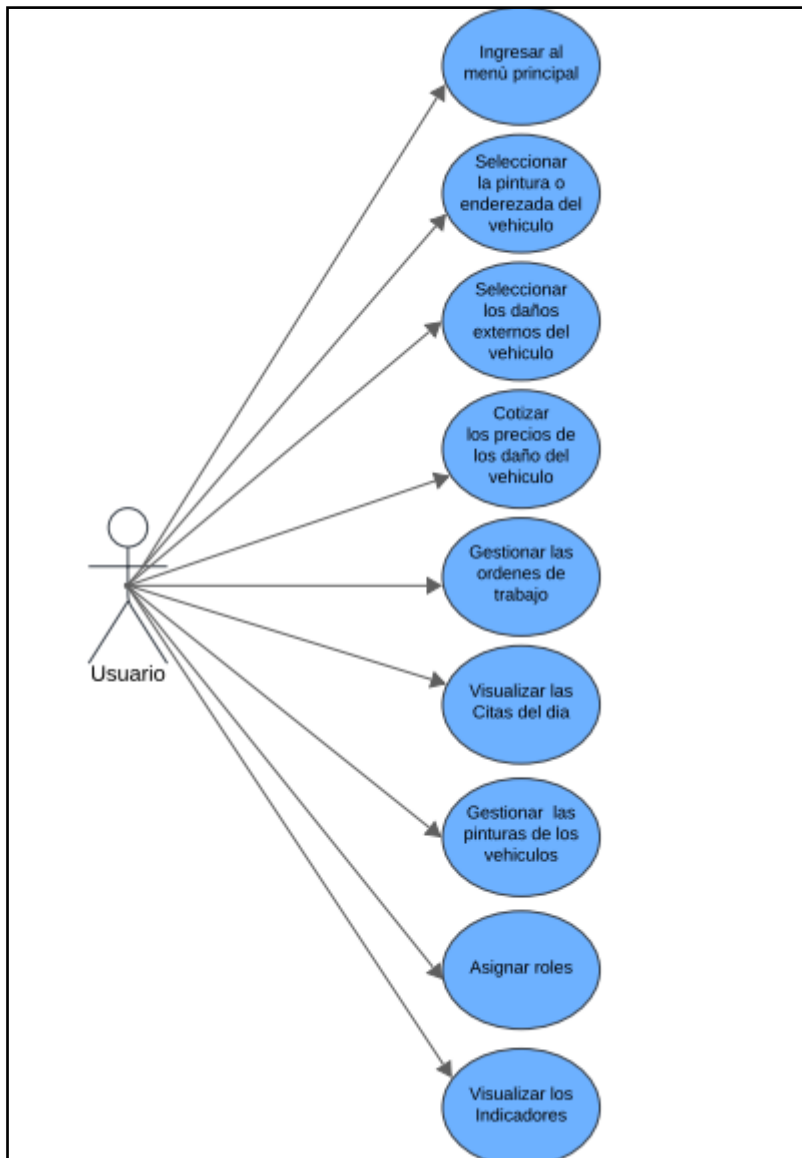 Ingresar al
menú principal
Seleccionar
la pintura o
enderezada del
vehiculo
Seleccionar
los daños
externos del
vehiculo
Cotizar
los precios de
los daño del
vehiculo
Gestionar las
ordenes de
trabajo
Usuario
Visualizar las
Citas del dia
Gestionar las
pinturas de los
vehiculos
Asignar roles
Visualizar los
Indicadores